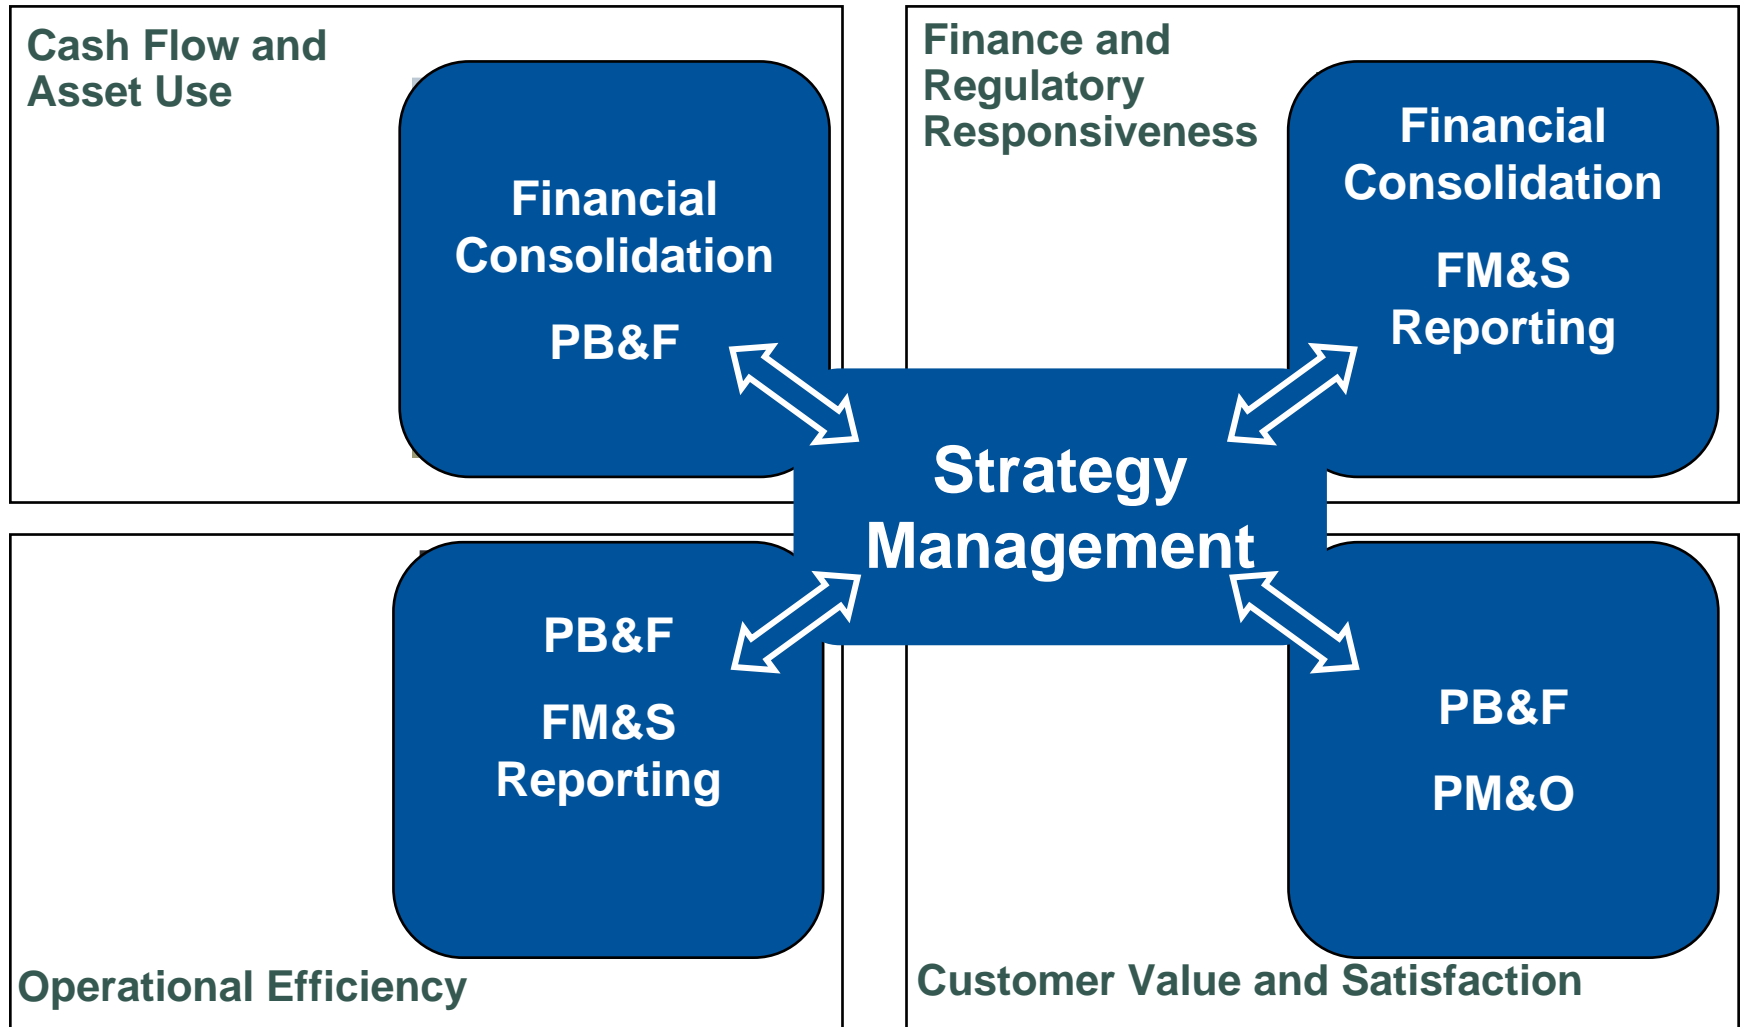 Cash Flow and
Asset Use
Financial
Consolidation
PB&F
Finance and
Regulatory
Responsiveness
Financial
Consolidation
FM&S
Reporting
Strategy
Management
PB&F
FM&S
Reporting
Operational Efficiency
PB&F
PM&O
Customer Value and Satisfaction